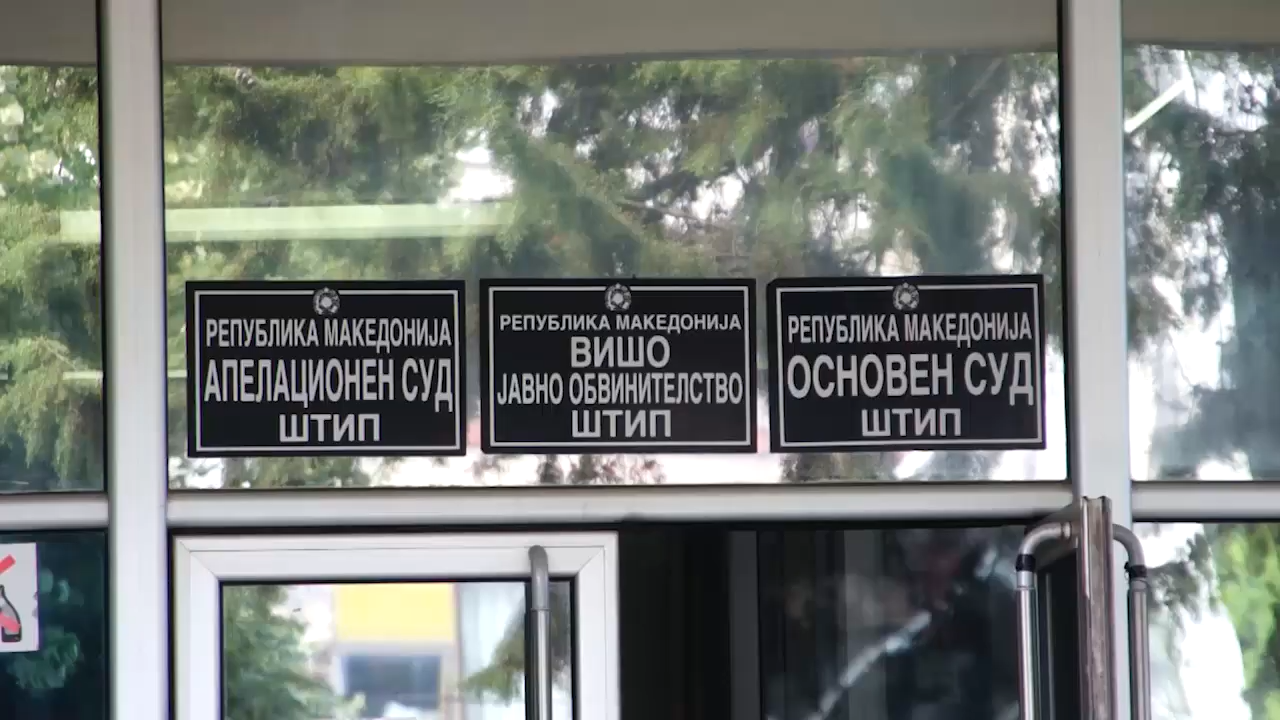 РЕПУБЛИКА МАКЕДОНИЈА
АПЕЛАЦИОНЕН СУД
ШТИП
РЕПУБЛИКА МАКЕДОНИЈА
ВИШО
ЈАВНО ОБВИНИТЕЛСТВО
ШТИП
РЕПУБЛИКА МАКЕДОНИЈА
ОСНОВЕН СУД
ШТИП